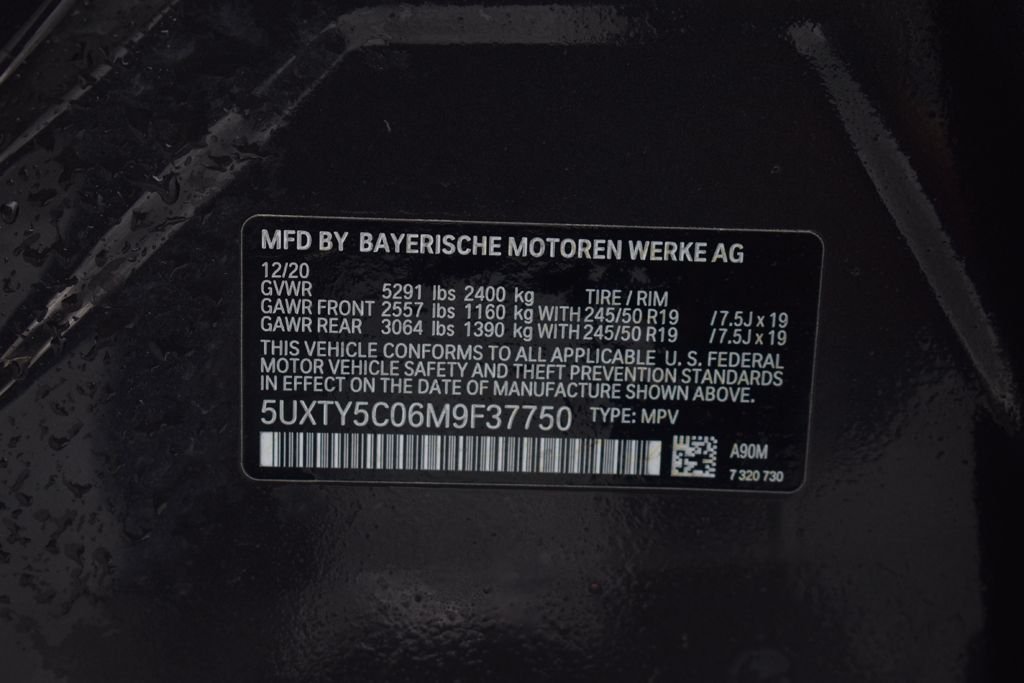 MFD BY BAYERISCHE MOTOREN WERKE AG
12/20
GVWR 5291 lbs 2400 kg TIRE / RIM
GAWR FRONT 2557 lbs 1160 kg WITH 245/50 R19 /7.5J x 19
GAWR REAR 3064 lbs 1390 kg WITH 245/50 R19 /7.5J x 19
THIS VEHICLE CONFORMS TO ALL APPLICABLE U. S. FEDERAL
MOTOR VEHICLE SAFETY AND THEFT PREVENTION STANDARDS
IN EFFECT ON THE DATE OF MANUFACTURE SHOWN ABOVE.
5UXTY5C06M9F37750 TYPE: MPV
A90M
7 320 730